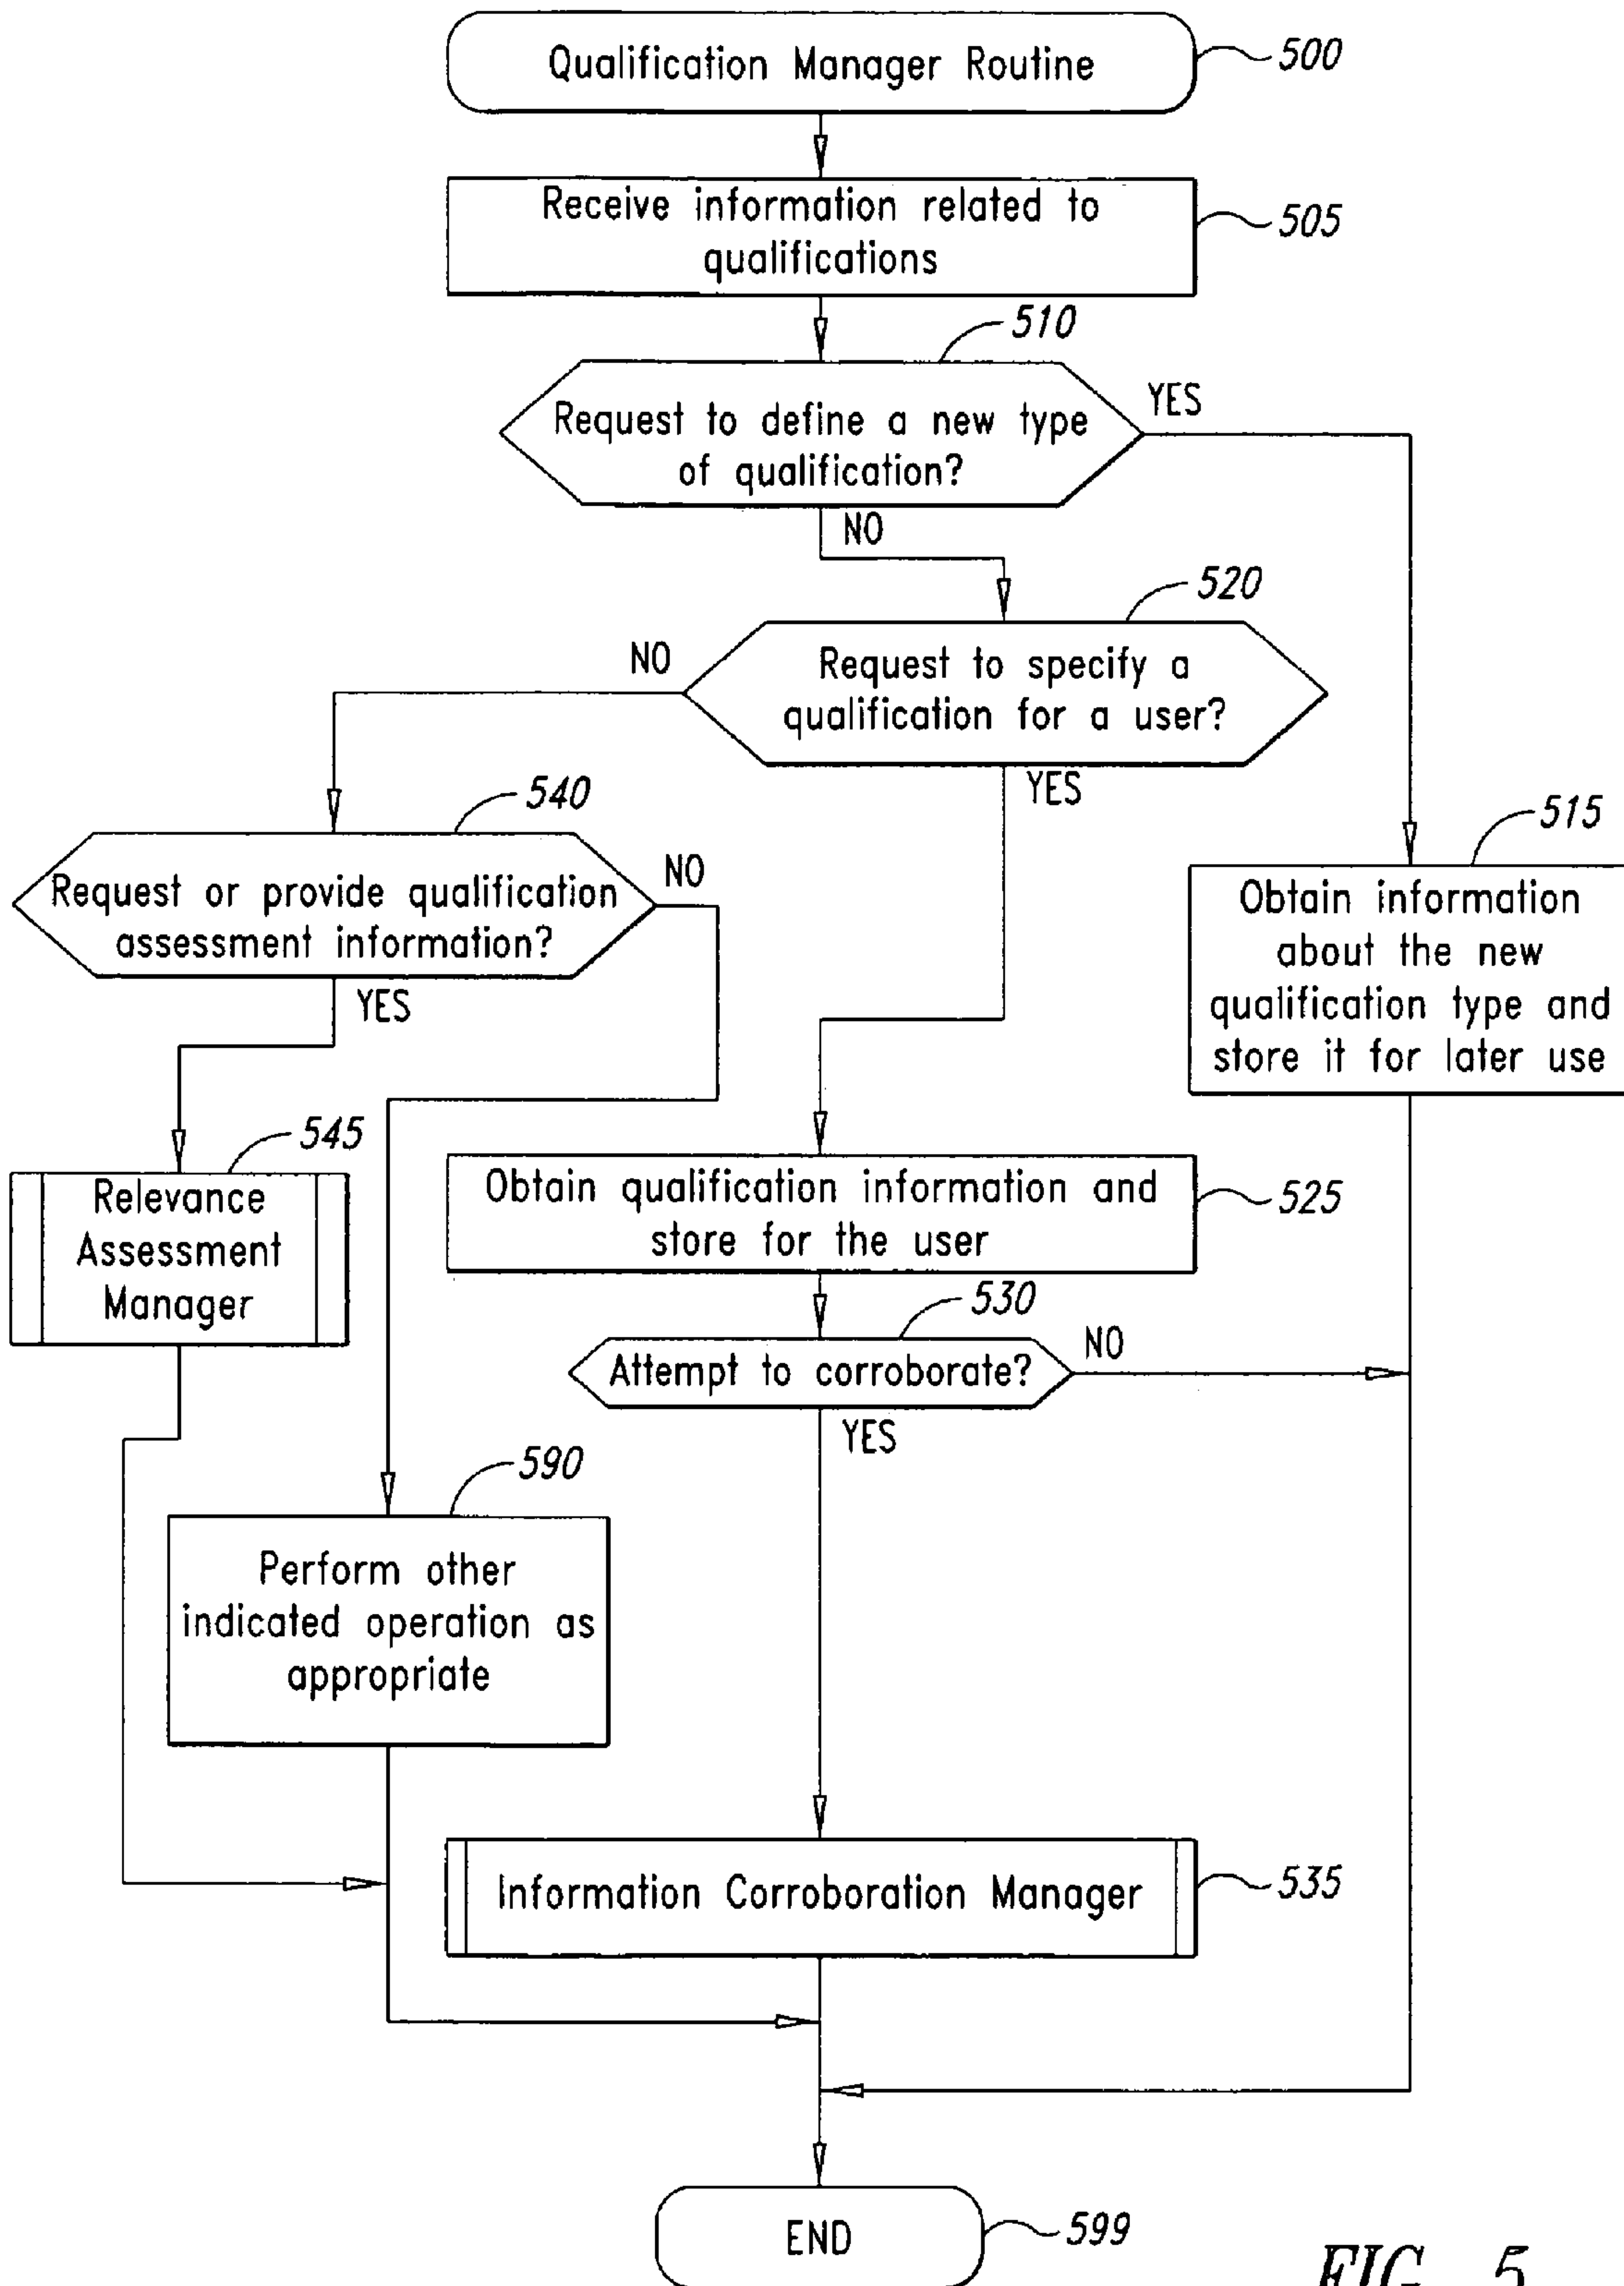 Qualification Manager Routine
500
Receive information related to
qualifications
505
510
Request to define a new type
of qualification?
YES
NO
520
Request to specify a
qualification for a user?
NO
YES
540
Request or provide qualification
assessment information?
NO
YES
515
Obtain information
about the new
qualification type and
store it for later use
545
Relevance
Assessment
Manager
Obtain qualification information and
store for the user
525
530
Attempt to corroborate?
NO
YES
590
Perform other
indicated operation as
appropriate
Information Corroboration Manager
535
END
599
FIG. 5